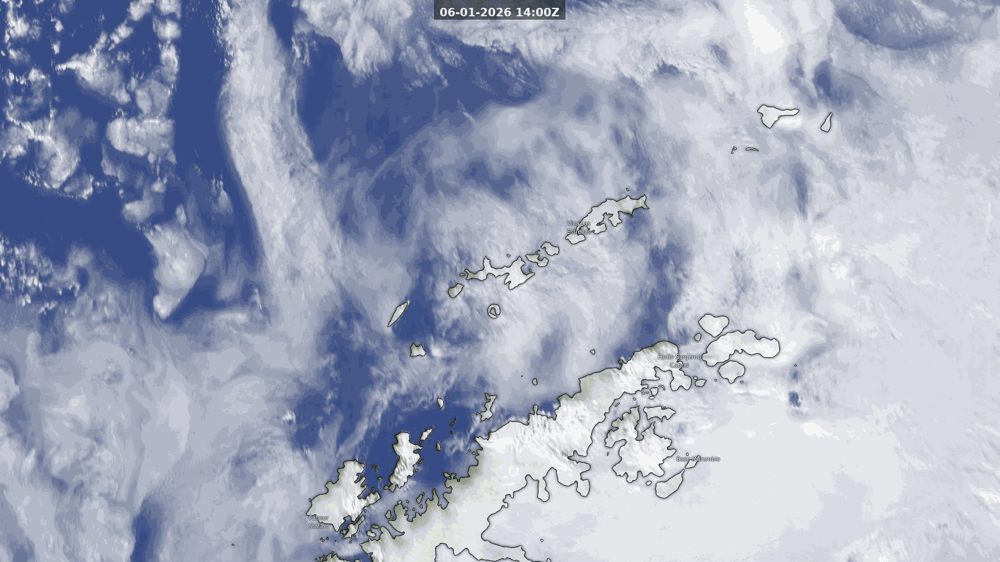 06-01-2026 14:00Z
Villa Las
Estrellas
Fortín Sargento
Cabral
Base Marambio
Palmer
Station